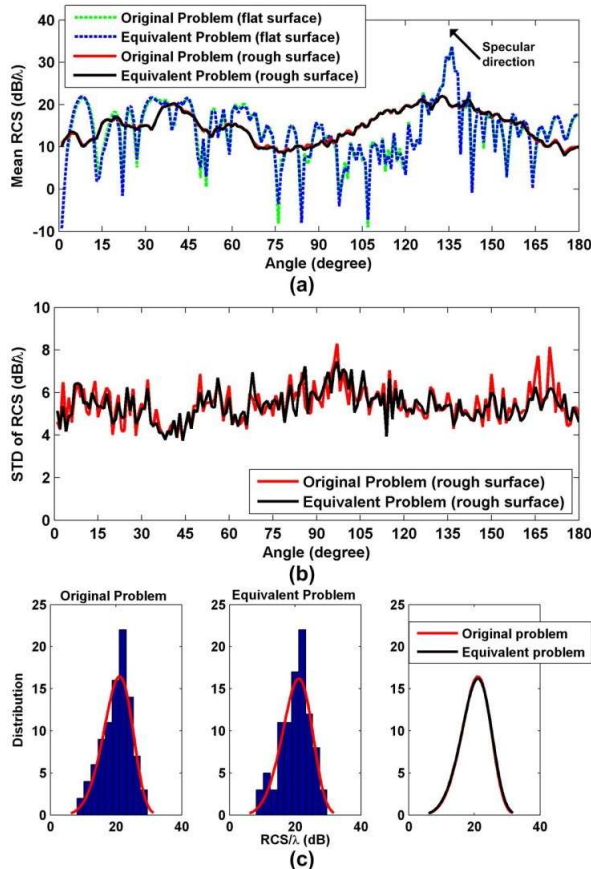 Original Problem (flat surface)
Equivalent Problem (flat surface)
Original Problem (rough surface)
Equivalent Problem (rough surface)
Specular
direction
Mean RCS (dB/λ)
40
30
20
10
0
-10
0 15 30 45 60 75 90 105 120 135 150 165 180
Angle (degree)
(a)
STD of RCS (dB/λ)
10
8
6
4
2
0
Original Problem (rough surface)
Equivalent Problem (rough surface)
0 15 30 45 60 75 90 105 120 135 150 165 180
Angle (degree)
(b)
Original Problem
Equivalent Problem
Distribution
25
20
15
10
5
0
0 20 40
25
20
15
10
5
0
0 20 40
RCS/λ (dB)
25
20
15
10
5
0
0 20 40
Original problem
Equivalent problem
(c)